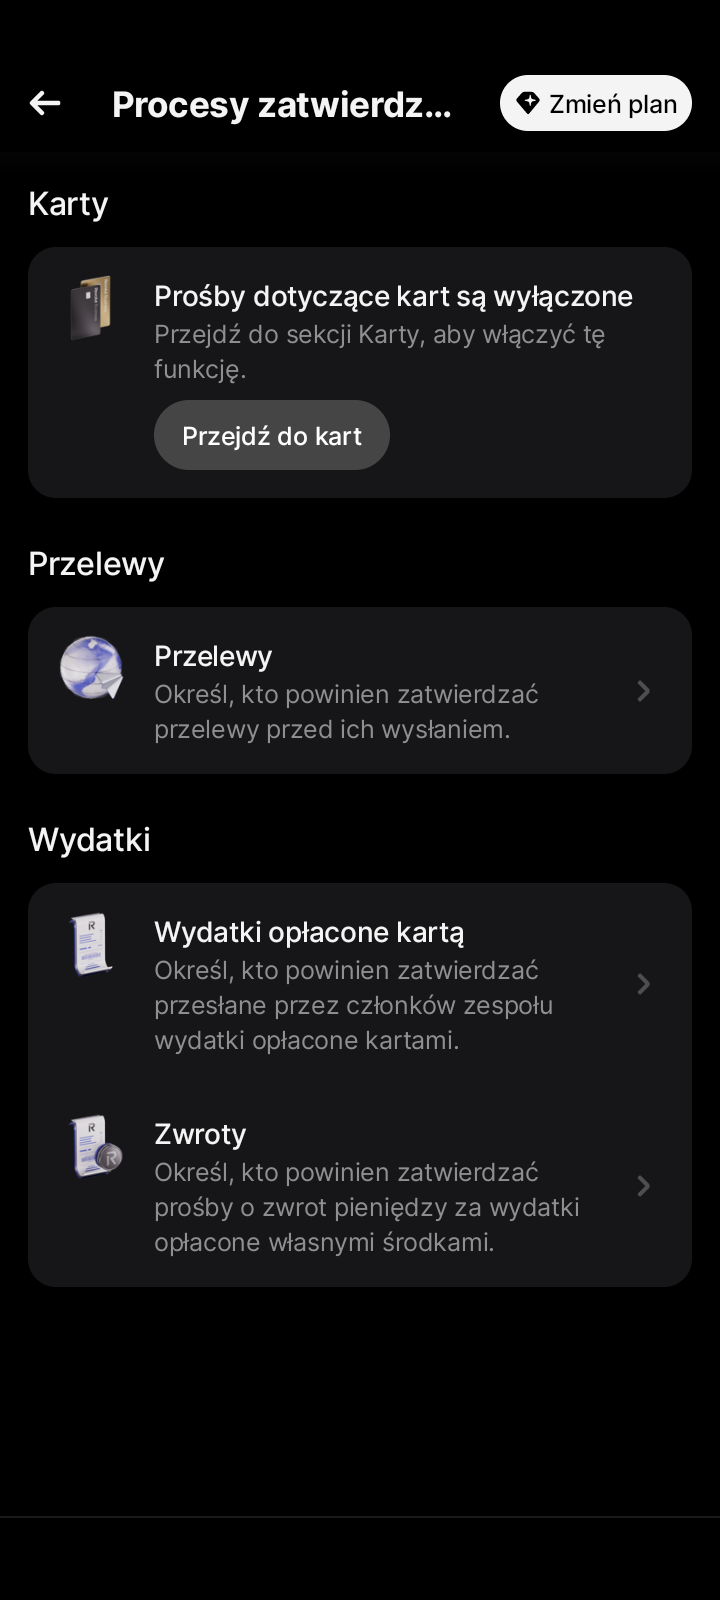 Procesy zatwierdz...
Zmień plan
Karty
Prośby dotyczące kart są wyłączone
Przejdź do sekcji Karty, aby włączyć tę
funkcję.
Przejdź do kart
Przelewy
Przelewy
Określ, kto powinien zatwierdzać
przelewy przed ich wysłaniem.
Wydatki
R
Wydatki opłacone kartą
Określ, kto powinien zatwierdzać
przesłane przez członków zespołu
wydatki opłacone kartami.
R
R
Zwroty
Określ, kto powinien zatwierdzać
prośby o zwrot pieniędzy za wydatki
opłacone własnymi środkami.